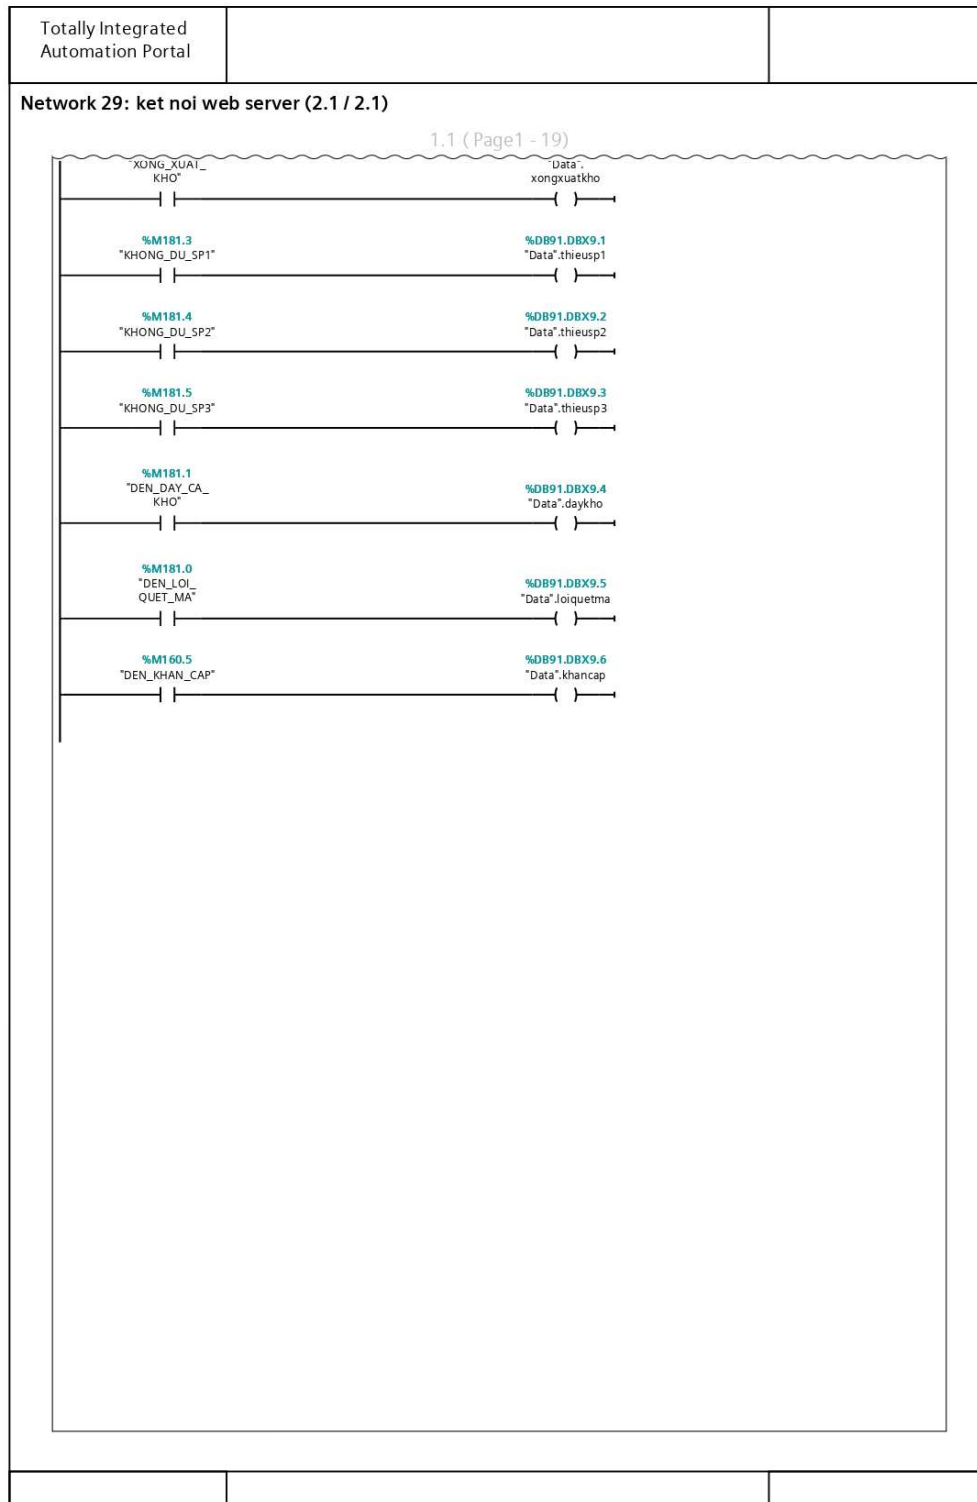 Totally Integrated
Automation Portal
Network 29: ket noi web server (2.1 / 2.1)
1.1 ( Page1 - 19)
"XONG_XUAT_
KHO"
"Data".
xongxuatkho
%M181.3
"KHONG_DU_SP1"
%DB91.DBX9.1
"Data".thieusp1
%M181.4
"KHONG_DU_SP2"
%DB91.DBX9.2
"Data".thieusp2
%M181.5
"KHONG_DU_SP3"
%DB91.DBX9.3
"Data".thieusp3
%M181.1
"DEN_DAY_CA_
KHO"
%DB91.DBX9.4
"Data".daykho
%M181.0
"DEN_LOI_
QUET_MA"
%DB91.DBX9.5
"Data".loiquetma
%M160.5
"DEN_KHAN_CAP"
%DB91.DBX9.6
"Data".khancap